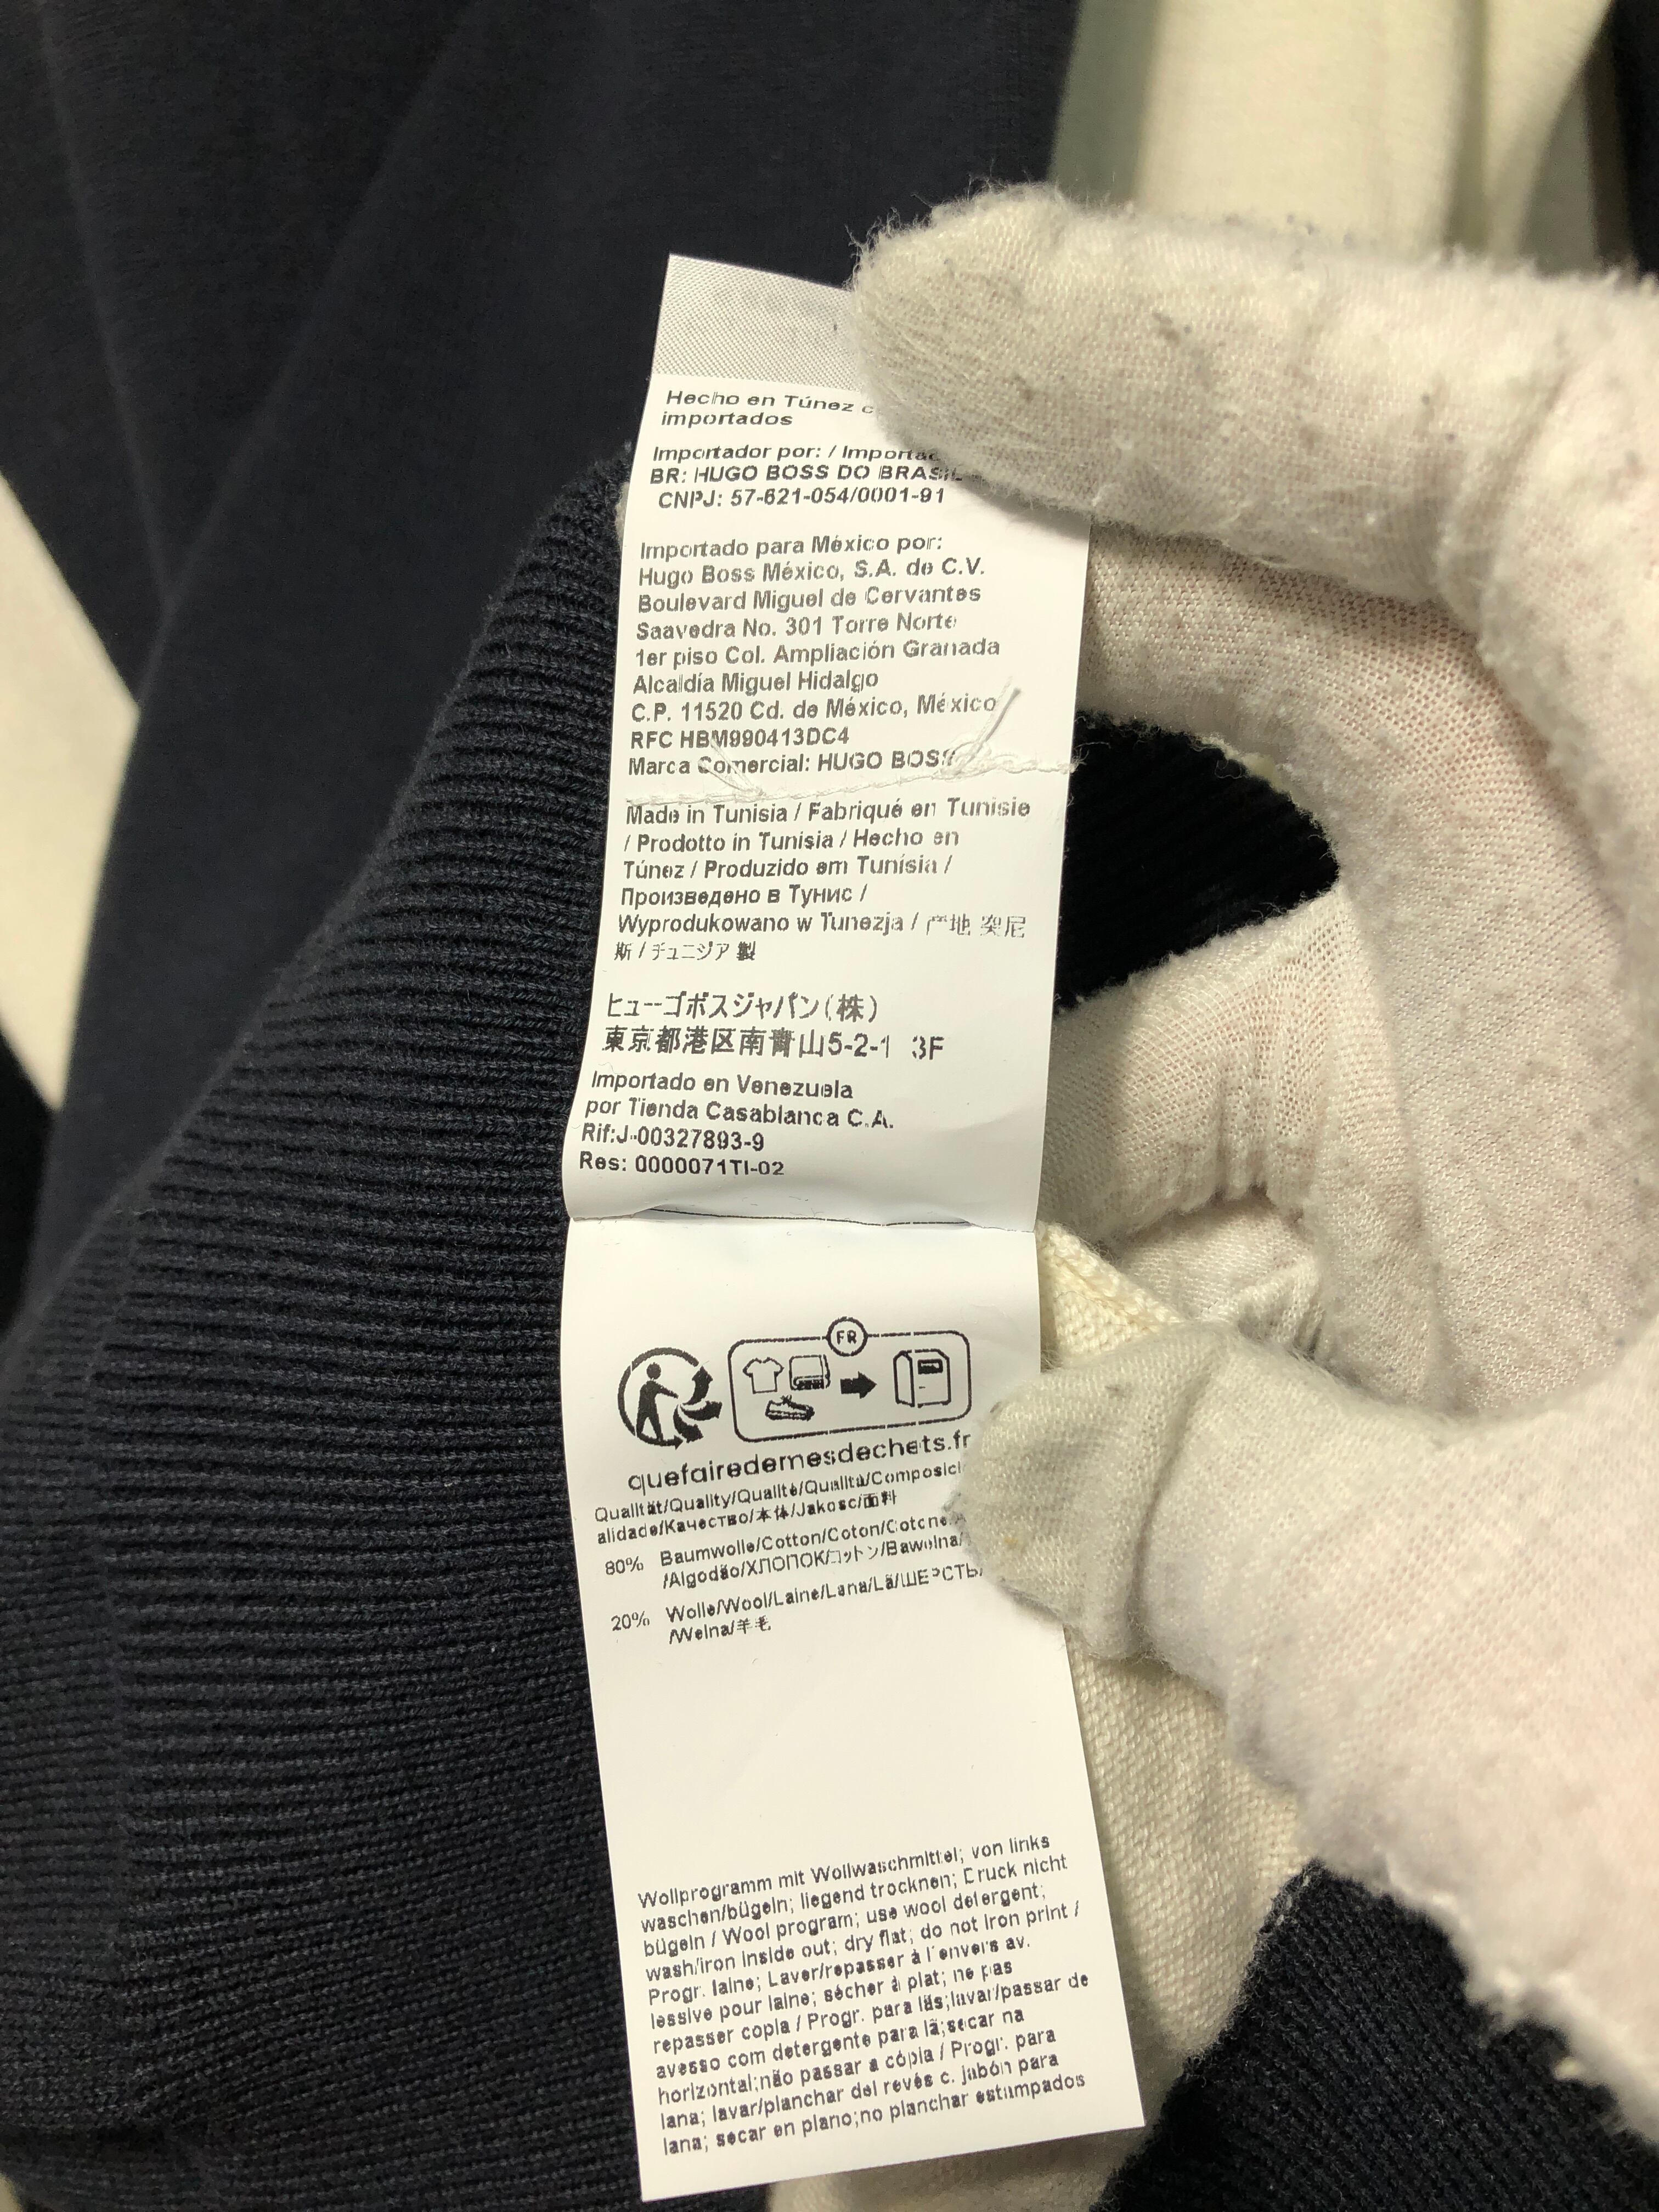 Hecho en Túnez
importados
Importador por: /
BR: HUGO BOSS DO
CNPJ: 57-621-054/0001-91
Importado para México por:
Hugo Boss México, S.A. de C.V.
Boulevard Miguel de Cervantes
Saavedra No. 301 Torre Norte
1er piso Col. Ampliación Granada
Alcaldía Miguel Hidalgo
C.P. 11520 Cd. de México, México
RFC HBM990413DC4
Marca Comercial: HUGO BOSS
Made in Tunisia / Fabriqué en Tunisie
/ Prodotto in Tunisia / Hecho en
Túnez / Produzido em Tunísia /
Произведено в Тунис /
Wyprodukowano w Tunezja / 产地 突尼
斯 / チュニジア 製
ヒューゴボスジャパン(株)
東京都港区南青山5-2-1 3F
Importado en Venezuela
por Tienda Casablanca C.A.
Rif:J-00327893-9
Res: 0000071TI-02
FR
quefairedemesdechets.fr
Qualität/Quality/Qualité/Qualità/Composici
alidade/Качество/本体/Jakosc/面料
80% Baumwolle/Cotton/Coton/Cotone
/Algodão/ХЛОПОК/コットン/Bawelna/
20% Wolle/Wool/Laine/Lana/Lã/ШЕРСТЬ/
/Welna/羊毛
Wollprogramm mit Wollwaschmittel; von links
waschen/bügeln; liegend trocknen; Druck nicht
bügeln / Wool program; use wool detergent;
wash/iron inside out; dry flat; do not iron print /
Progr. laine; Laver/repasser à l'envers av.
lessive pour laine; sècher à plat; ne pas
repasser copia / Progr. para lãs;lavar/passar de
avesso com detergente para lã;secar na
horizontal;não passar a cópia / Progr. para
lana; lavar/planchar del revés c. jabón para
lana; secar en plano;no planchar estampados